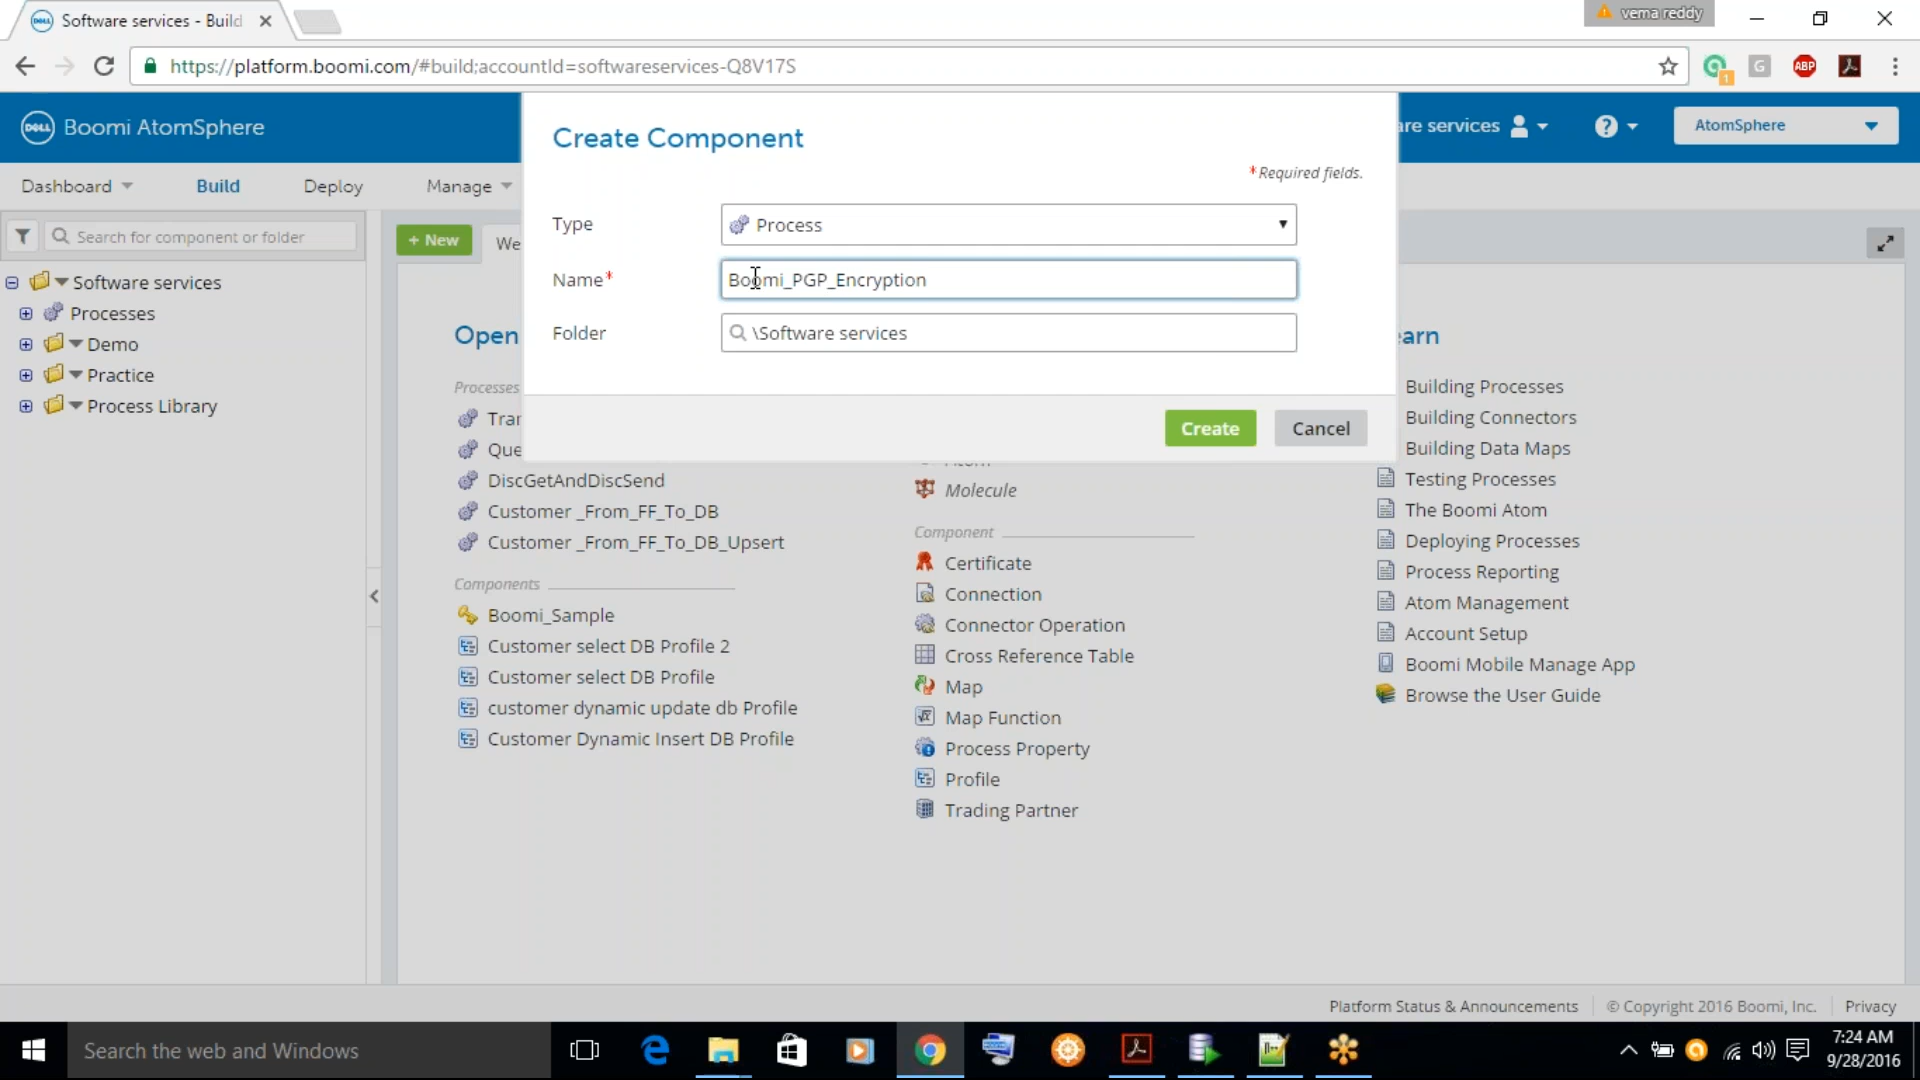 Software services - Build
vema reddy
https://platform.boomi.com/#build;accountId=softwareservices-Q8V17S
ABP
G
1
DELL
Boomi AtomSphere
Create Component
are services
AtomSphere
*Required fields.
Dashboard
Build
Deploy
Manage
Type
Process
Search for component or folder
+ New
We
Name*
Boomi_PGP_Encryption
Folder
\Software services
Software services
Processes
Demo
Practice
Process Library
Create
Cancel
Open
Processes
Tran
Que
DiscGetAndDiscSend
Customer _From_FF_To_DB
Customer _From_FF_To_DB_Upsert
Components
Boomi_Sample
Customer select DB Profile 2
Customer select DB Profile
customer dynamic update db Profile
Customer Dynamic Insert DB Profile
Molecule
Component
Certificate
Connection
Connector Operation
Cross Reference Table
Map
Map Function
Process Property
Profile
Trading Partner
earn
Building Processes
Building Connectors
Building Data Maps
Testing Processes
The Boomi Atom
Deploying Processes
Process Reporting
Atom Management
Account Setup
Boomi Mobile Manage App
Browse the User Guide
Platform Status & Announcements
© Copyright 2016 Boomi, Inc.
Privacy
Search the web and Windows
7:24 AM
9/28/2016